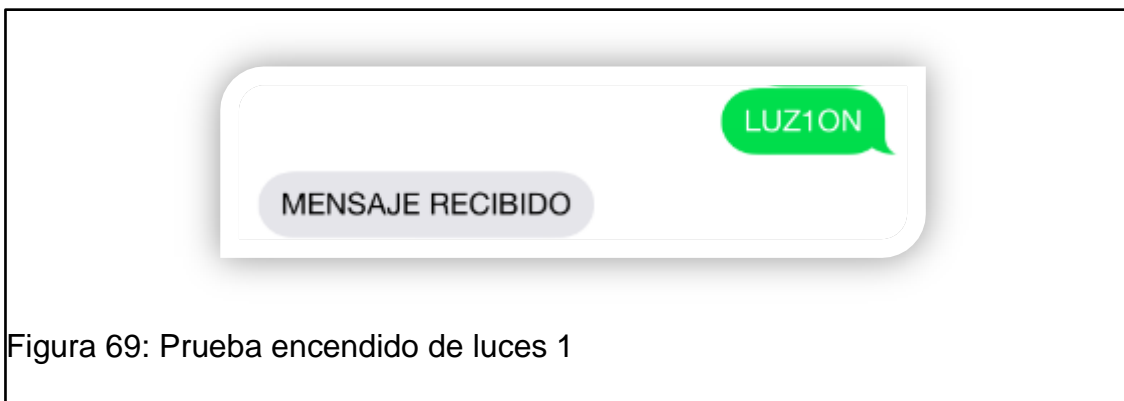 LUZ1ON
MENSAJE RECIBIDO
Figura 69: Prueba encendido de luces 1